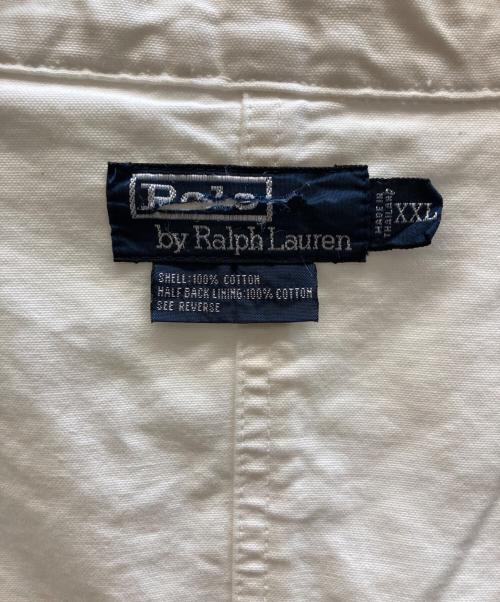 Polo
by Ralph Lauren
MADE IN
THAILAND
XXL
SHELL:100% COTTON
HALF BACK LINING:100% COTTON
SEE REVERSE